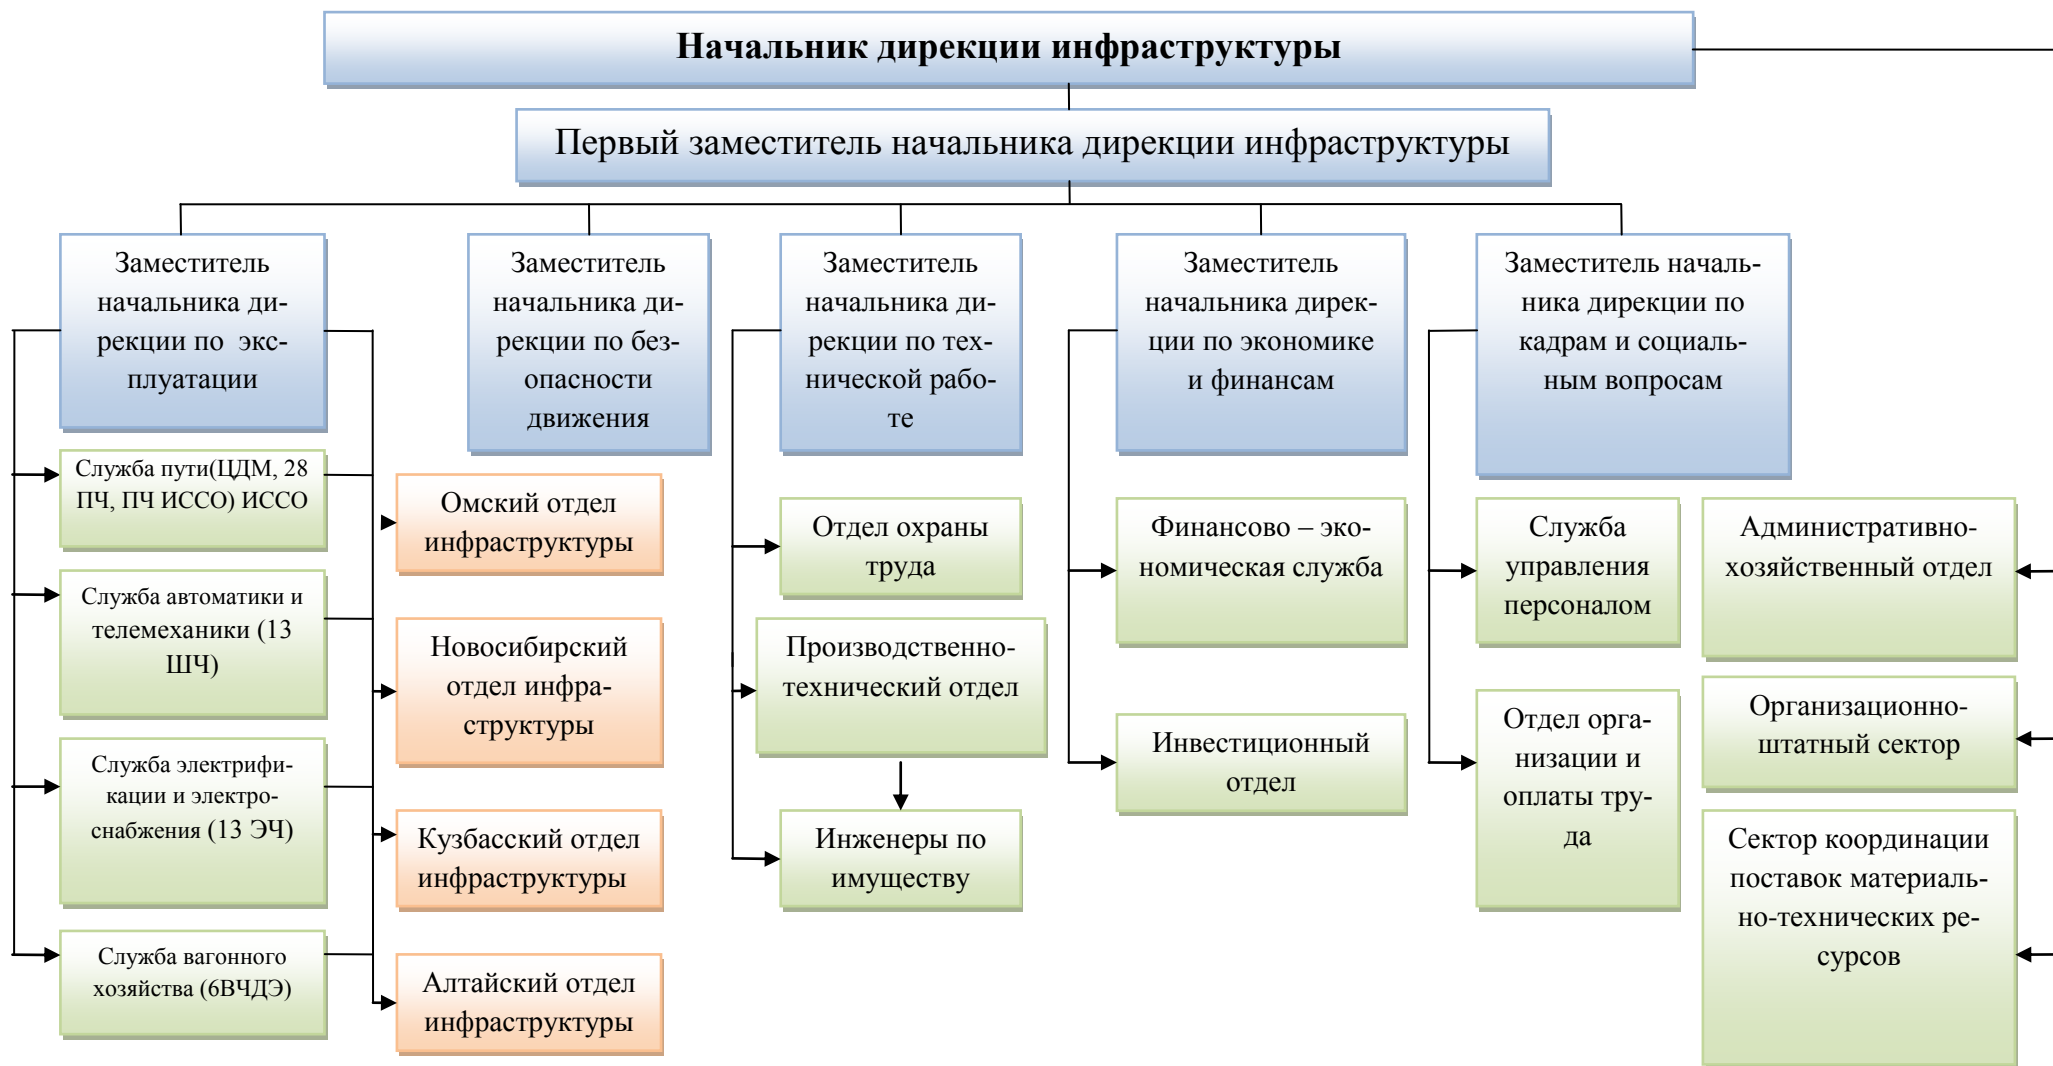 Начальник дирекции инфраструктуры
Первый заместитель начальника дирекции инфраструктуры
Заместитель
начальника ди-
рекции по экс-
плуатации
Заместитель
начальника ди-
рекции по без-
опасности
движения
Заместитель
начальника ди-
рекции по тех-
нической рабо-
те
Заместитель
начальника дирек-
ции по экономике
и финансам
Заместитель началь-
ника дирекции по
кадрам и социаль-
ным вопросам
Служба пути(ЦДМ, 28
ПЧ, ПЧ ИССО) ИССО
Служба автоматики и
телемеханики (13
ШЧ)
Служба электрифи-
кации и электро-
снабжения (13 ЭЧ)
Служба вагонного
хозяйства (6ВЧДЭ)
Омский отдел
инфраструктуры
Новосибирский
отдел инфра-
структуры
Кузбасский отдел
инфраструктуры
Алтайский отдел
инфраструктуры
Отдел охраны
труда
Производственно-
технический отдел
Инженеры по
имуществу
Финансово – эко-
номическая служба
Инвестиционный
отдел
Служба
управления
персоналом
Отдел орга-
низации и
оплаты тру-
да
Административно-
хозяйственный отдел
Организационно-
штатный сектор
Сектор координации
поставок материаль-
но-технических ре-
сурсов